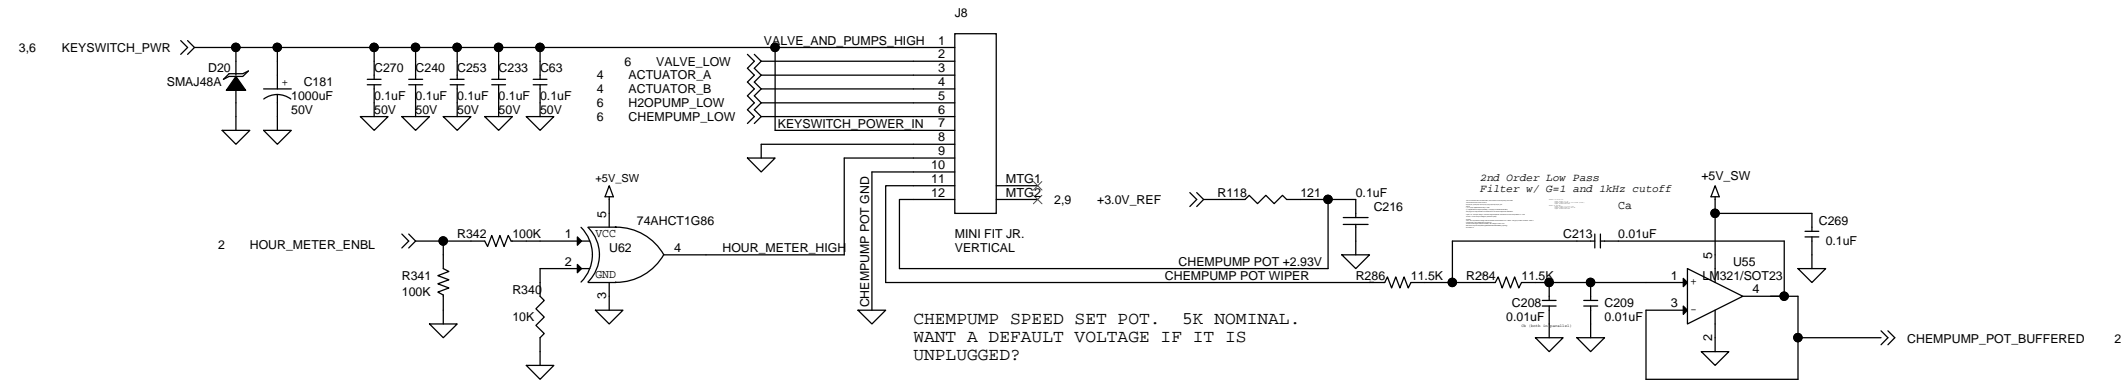 J8
3,6 KEYSWITCH_PWR
D20
SMAJ48A
+
C181
1000uF
50V
C270
0.1uF
50V
C240
0.1uF
50V
C253
0.1uF
50V
C233
0.1uF
50V
C63
0.1uF
50V
VALVE_AND_PUMPS_HIGH 1
6 VALVE_LOW 2
4 ACTUATOR_A 3
4 ACTUATOR_B 4
6 H2OPUMP_LOW 5
6 CHEMPUMP_LOW 6
KEYSWITCH_POWER_IN 7
8
9
10
11
12
MTG1
MTG2
MINI FIT JR.
VERTICAL
CHEMPUMP POT GND
+5V_SW
5
74AHCT1G86
VCC
U62
GND
1
2
3
4
2 HOUR_METER_ENBL
R342 100K
R341
100K
R340
10K
HOUR_METER_HIGH
2,9 +3.0V_REF
R118 121
0.1uF
C216
CHEMPUMP POT +2.93V
CHEMPUMP POT WIPER
CHEMPUMP SPEED SET POT. 5K NOMINAL.
WANT A DEFAULT VOLTAGE IF IT IS
UNPLUGGED?
2nd Order Low Pass
Filter w/ G=1 and 1kHz cutoff
Ca
R286 11.5K
R284 11.5K
C213 0.01uF
C208
0.01uF
C209
0.01uF
+5V_SW
C269
0.1uF
5
U55
LM321/SOT23
1
+
3
−
4
2
CHEMPUMP_POT_BUFFERED 2